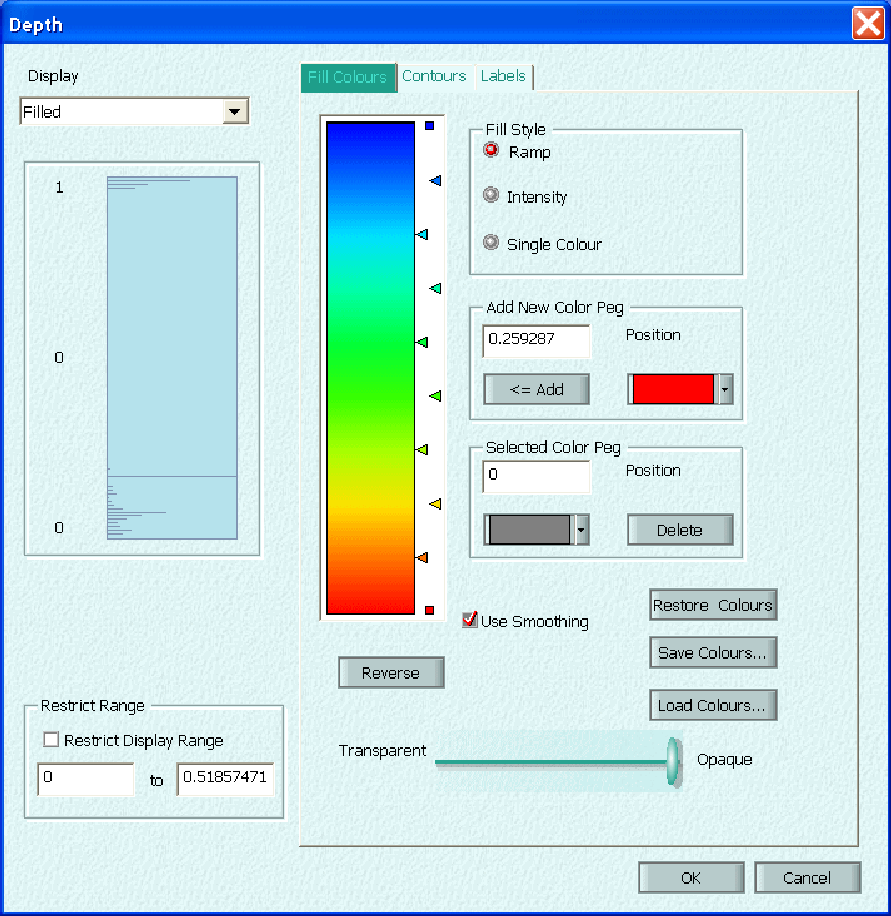 Depth
Display
Filled
1
0
0
Fill Colours Contours Labels
Fill Style
Ramp
Intensity
Single Colour
Add New Color Peg
0.259287 Position
<= Add
Selected Color Peg
0 Position
Delete
Use Smoothing
Restore Colours
Save Colours...
Load Colours...
Reverse
Transparent Opaque
Restrict Range
Restrict Display Range
0 to 0.51857471
OK Cancel